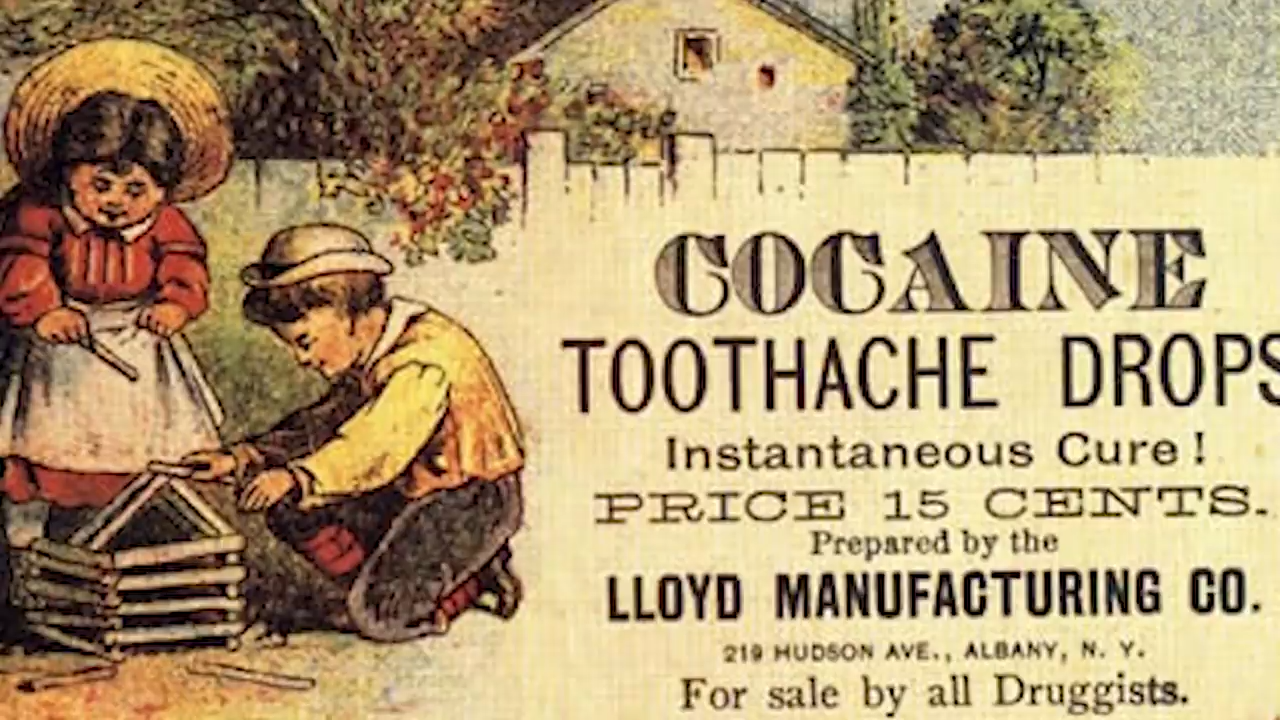 COCAINE
TOOTHACHE DROPS
Instantaneous Cure!
PRICE 15 CENTS.
Prepared by the
LLOYD MANUFACTURING CO.
219 HUDSON AVE., ALBANY, N. Y.
For sale by all Druggists.